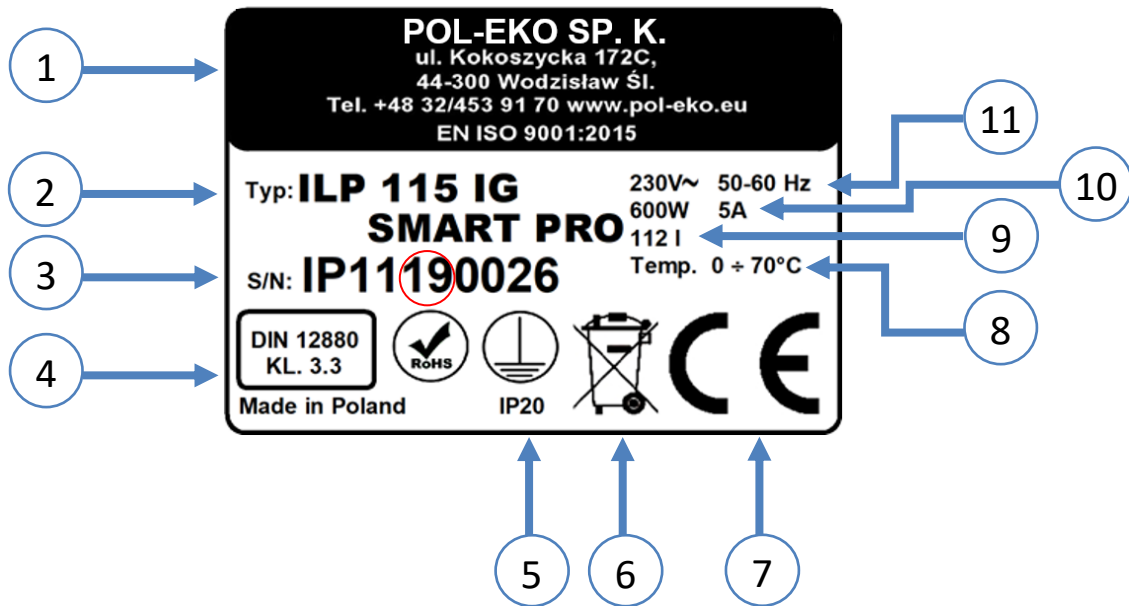 POL-EKO SP. K.
ul. Kokoszycka 172C,
44-300 Wodzisław Śl.
Tel. +48 32/453 91 70 www.pol-eko.eu
EN ISO 9001:2015
1
11
Typ: ILP 115 IG
SMART PRO
230V~ 50-60 Hz
600W 5A
112 l
Temp. 0 ÷ 70°C
2
10
9
S/N: IP11190026
3
8
DIN 12880
KL. 3.3
RoHS
CE
4
Made in Poland
IP20
5
6
7